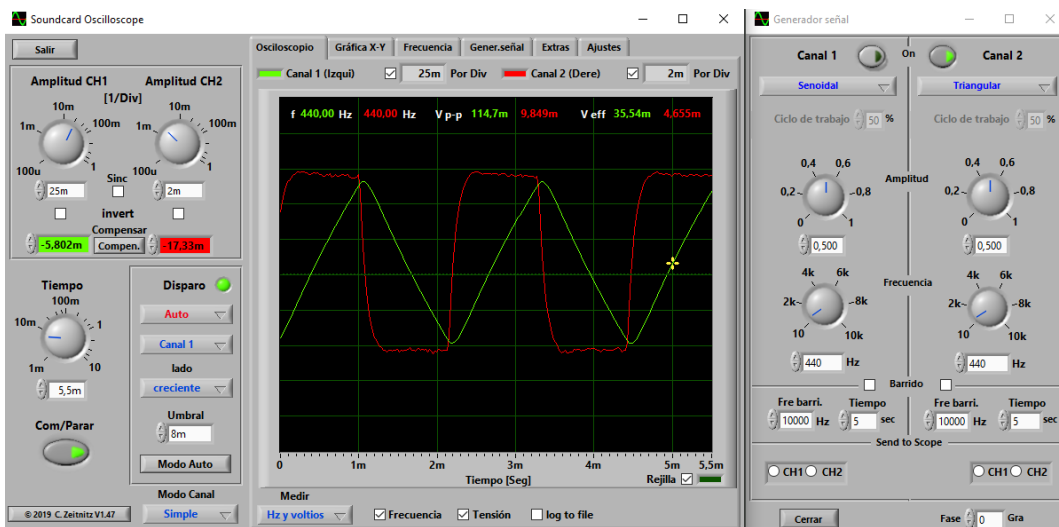 Soundcard Oscilloscope
Salir
Amplitud CH1 Amplitud CH2
[1/Div]
10m 10m
1m 100m 1m 100m
100u 1 100u 1
Sinc
25m 2m
invert
Compensar
-5,802m Compen. -17,33m
Tiempo
100m
10m 1
1m 10
5,5m
Com/Parar
© 2019 C. Zeitnitz V1.47
Disparo
Auto
Canal 1
lado
creciente
Umbral
8m
Modo Auto
Modo Canal
Simple
Osciloscopio Gráfica X-Y Frecuencia Gener.señal Extras Ajustes
Canal 1 (Izqui) 25m Por Div Canal 2 (Dere) 2m Por Div
f 440,00 Hz 440,00 Hz V p-p 114,7m 9,849m V eff 35,54m 4,655m
0 1m 2m 3m 4m 5m 5,5m
Tiempo [Seg] Rejilla
Medir
Hz y voltios Frecuencia Tensión log to file
Generador señal
Canal 1 On Canal 2
Senoidal Triangular
Ciclo de trabajo 50 % Ciclo de trabajo 50 %
0,4 0,6 0,4 0,6
Amplitud
0,2 0,8 0,2 0,8
0 1 0 1
0,500 0,500
4k 6k 4k 6k
Frecuencia
2k 8k 2k 8k
10 10k 10 10k
440 Hz 440 Hz
Barrido
Fre barri. Tiempo Fre barri. Tiempo
10000 Hz 5 sec 10000 Hz 5 sec
Send to Scope
CH1 CH2 CH1 CH2
Cerrar Fase 0 Gra